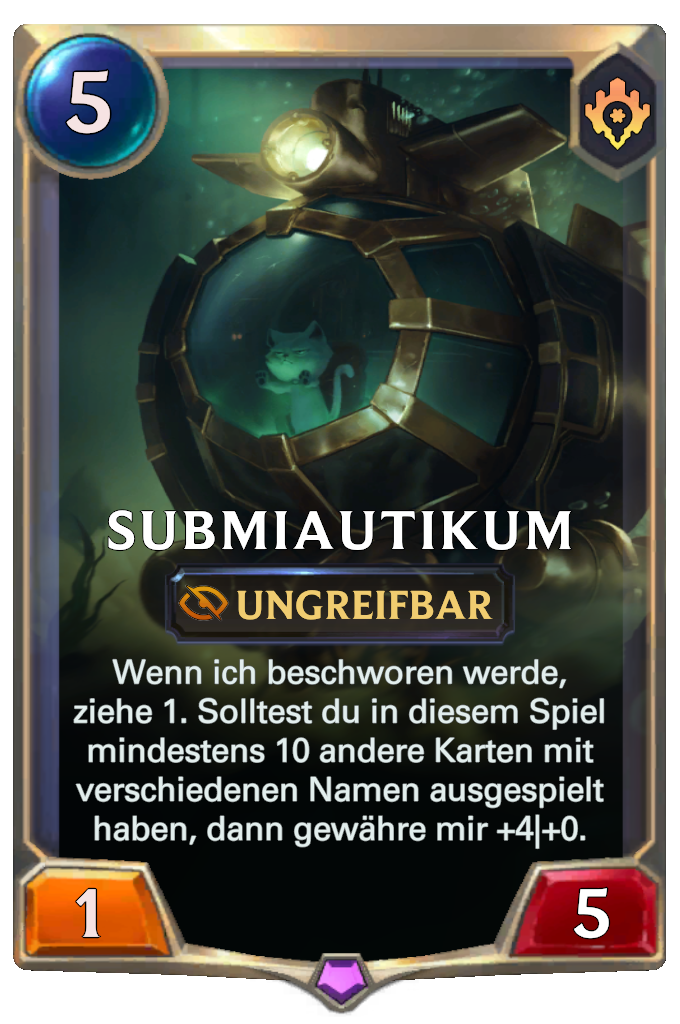 5
SUBMIAUTIKUM
UNGREIFBAR
Wenn ich beschworen werde,
ziehe 1. Solltest du in diesem Spiel
mindestens 10 andere Karten mit
verschiedenen Namen ausgespielt
haben, dann gewähre mir +4|+0.
1
5